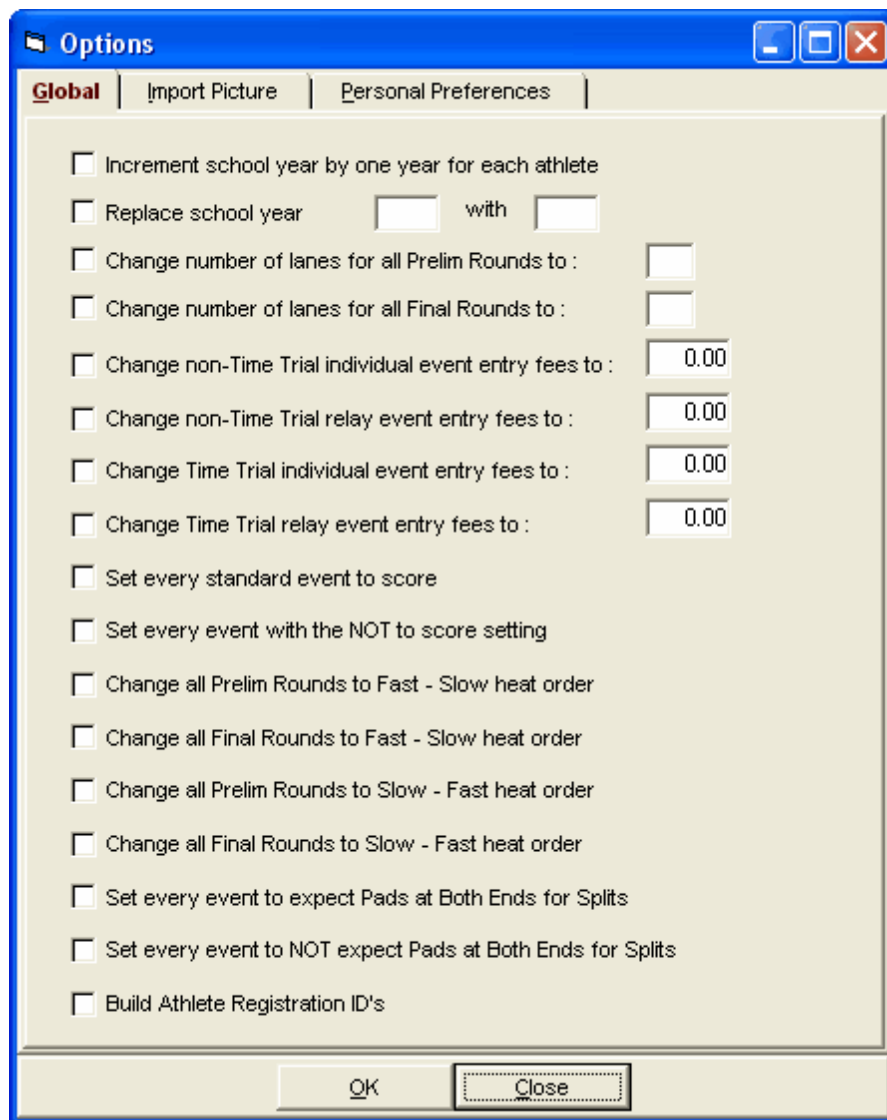 Options
Global Import Picture Personal Preferences
Increment school year by one year for each athlete
Replace school year with
Change number of lanes for all Prelim Rounds to :
Change number of lanes for all Final Rounds to :
Change non-Time Trial individual event entry fees to : 0.00
Change non-Time Trial relay event entry fees to : 0.00
Change Time Trial individual event entry fees to : 0.00
Change Time Trial relay event entry fees to : 0.00
Set every standard event to score
Set every event with the NOT to score setting
Change all Prelim Rounds to Fast - Slow heat order
Change all Final Rounds to Fast - Slow heat order
Change all Prelim Rounds to Slow - Fast heat order
Change all Final Rounds to Slow - Fast heat order
Set every event to expect Pads at Both Ends for Splits
Set every event to NOT expect Pads at Both Ends for Splits
Build Athlete Registration ID's
OK Close